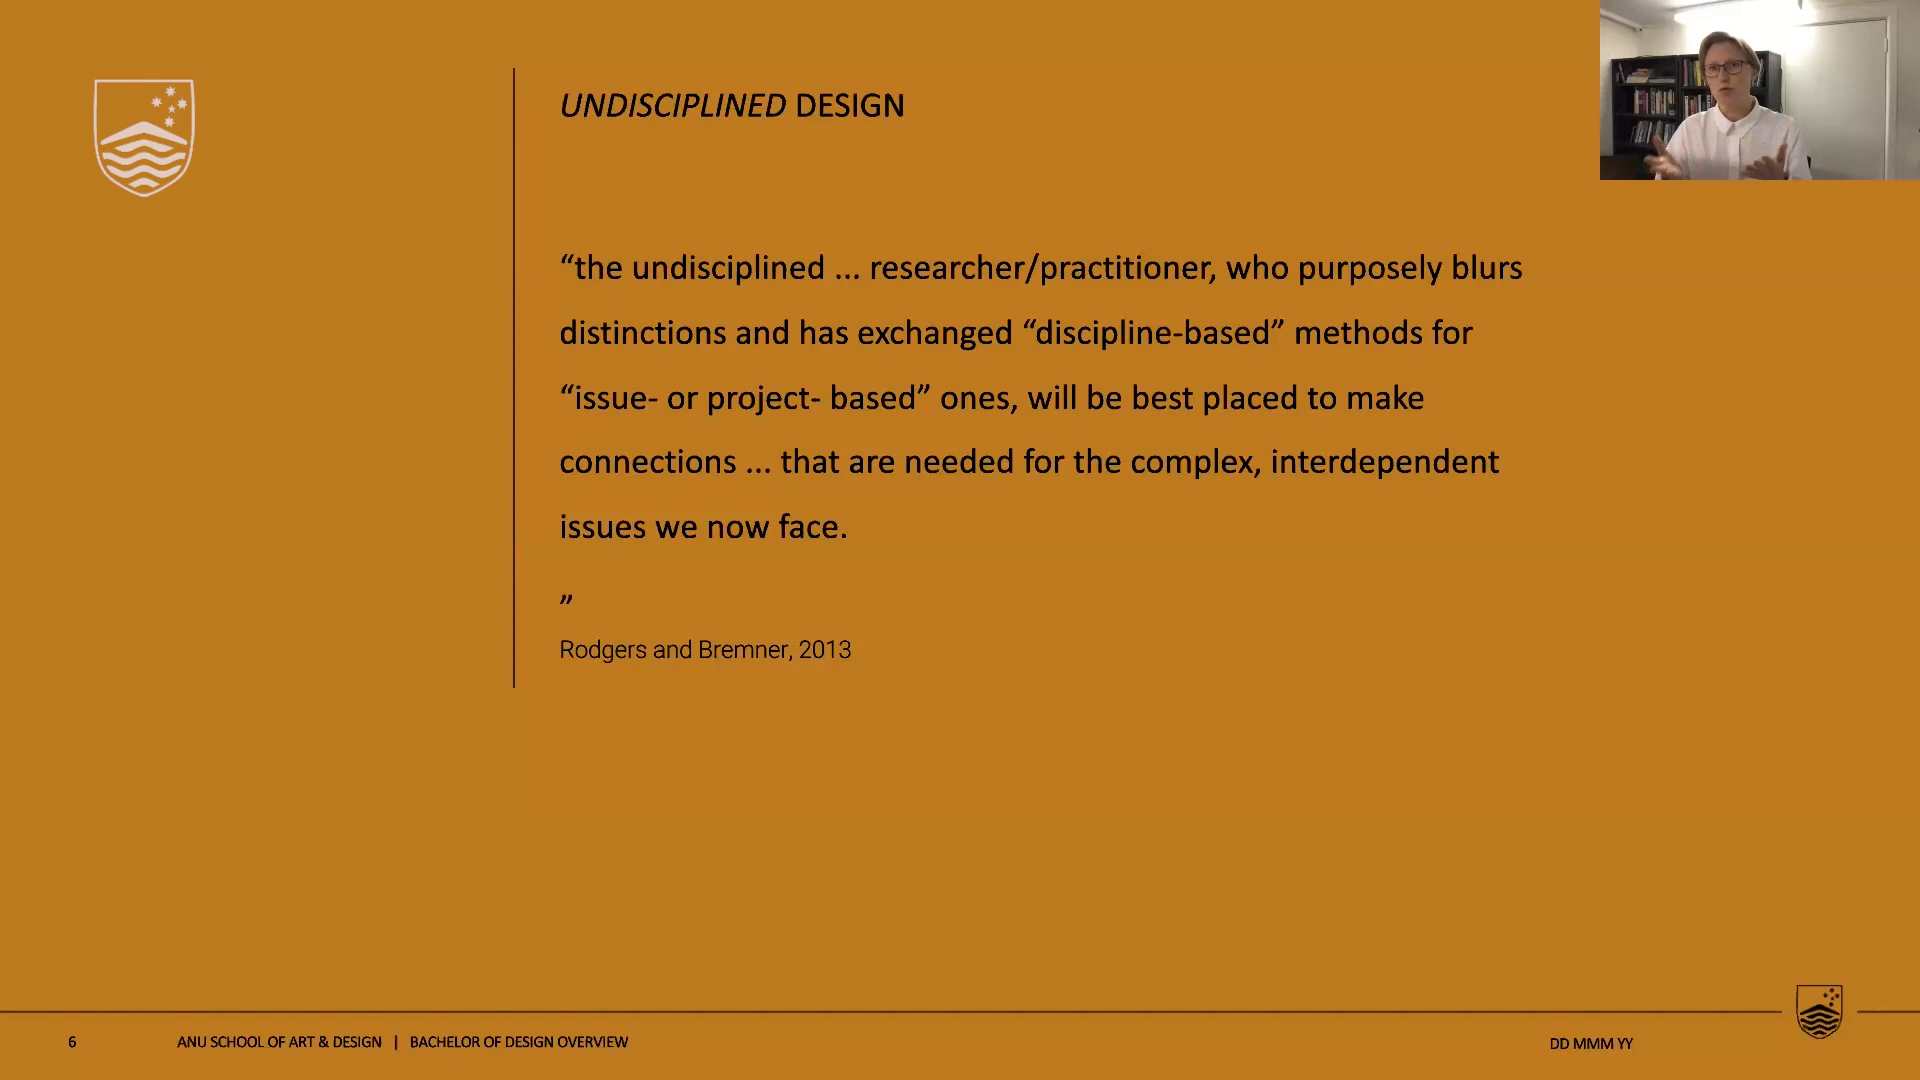 UNDISCIPLINED DESIGN
“the undisciplined ... researcher/practitioner, who purposely blurs
distinctions and has exchanged “discipline-based” methods for
“issue- or project- based” ones, will be best placed to make
connections ... that are needed for the complex, interdependent
issues we now face.
”
Rodgers and Bremner, 2013
6 ANU SCHOOL OF ART & DESIGN | BACHELOR OF DESIGN OVERVIEW DD MMM YY